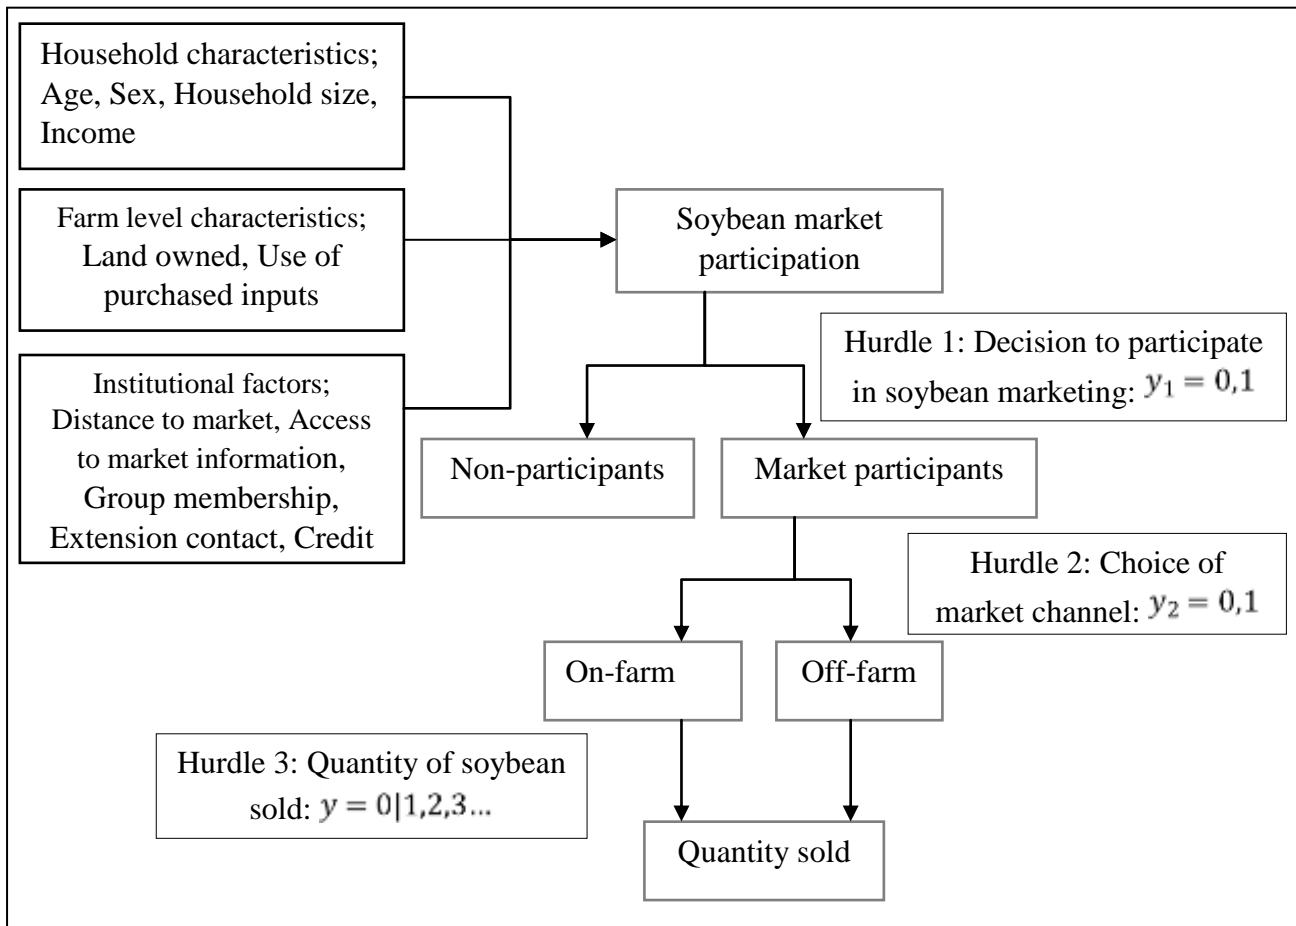 Household characteristics;
Age, Sex, Household size,
Income
Farm level characteristics;
Land owned, Use of
purchased inputs
Institutional factors;
Distance to market, Access
to market information,
Group membership,
Extension contact, Credit
Soybean market
participation
Hurdle 1: Decision to participate
in soybean marketing: y₁ = 0,1
Non-participants
Market participants
Hurdle 2: Choice of
market channel: y₂ = 0,1
On-farm
Off-farm
Hurdle 3: Quantity of soybean
sold: y = 0|1,2,3...
Quantity sold